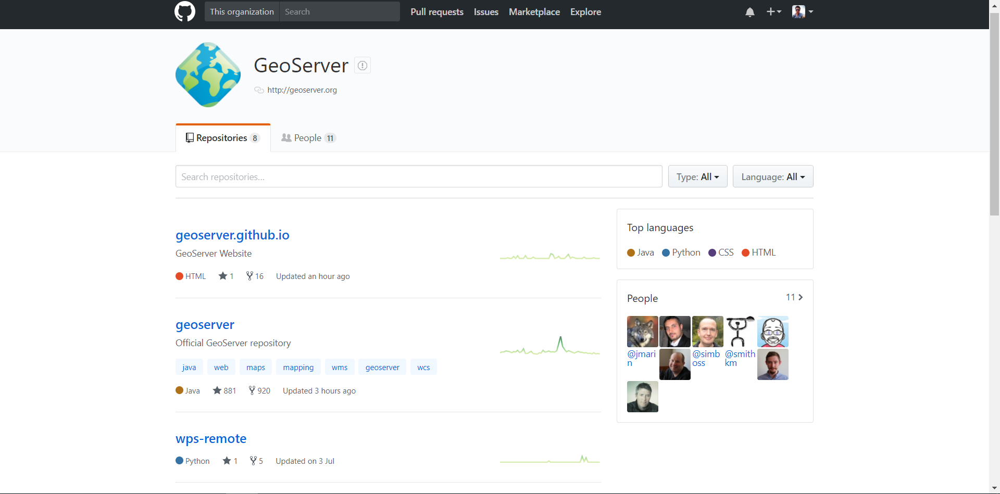 This organization Search Pull requests Issues Marketplace Explore
GeoServer
http://geoserver.org
Repositories 8 People 11
Search repositories... Type: All Language: All
geoserver.github.io
GeoServer Website
HTML 1 16 Updated an hour ago
geoserver
Official GeoServer repository
java web maps mapping wms geoserver wcs
Java 881 920 Updated 3 hours ago
wps-remote
Python 1 5 Updated on 3 Jul
Top languages
Java Python CSS HTML
People 11
@jmari
n
@simb
oss
@smith
km